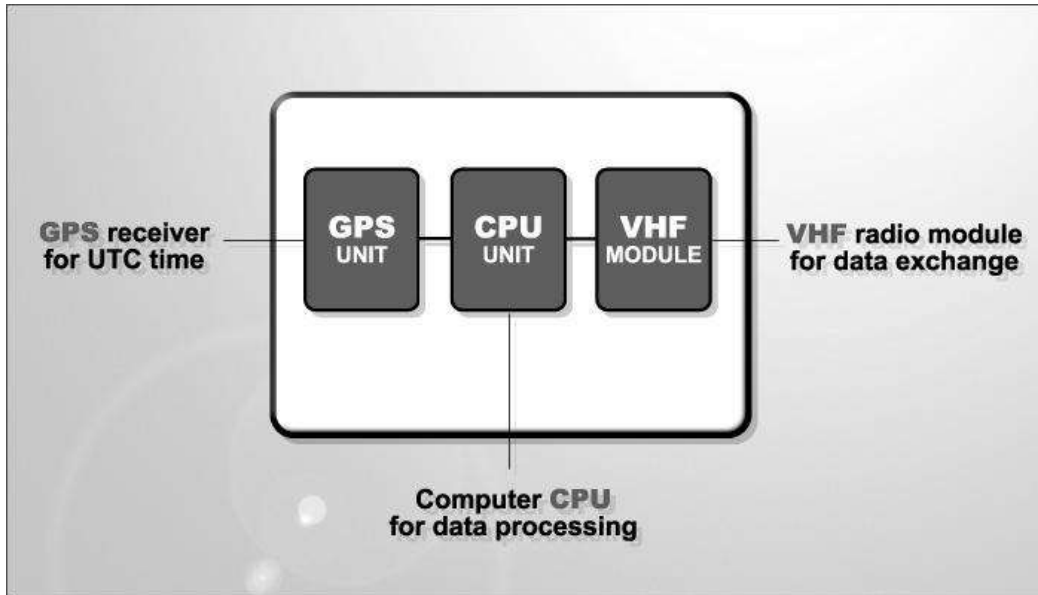 GPS
UNIT
CPU
UNIT
VHF
MODULE
GPS receiver
for UTC time
VHF radio module
for data exchange
Computer CPU
for data processing